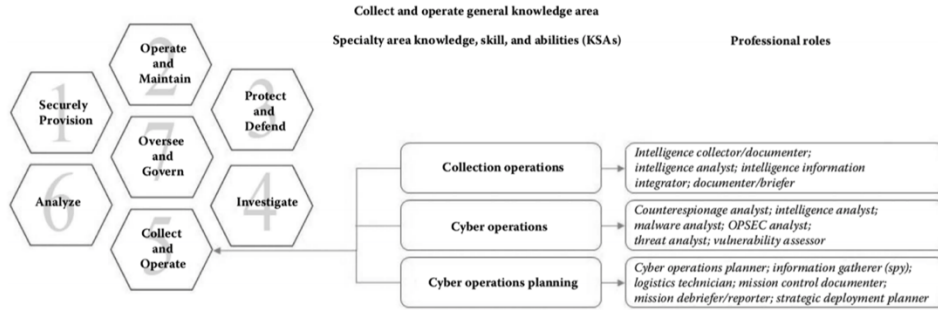 Collect and operate general knowledge area
Specialty area knowledge, skill, and abilities (KSAs)
Professional roles
1
Securely
Provision
2
Operate
and
Maintain
3
Protect
and
Defend
7
Oversee
and
Govern
6
Analyze
4
Investigate
5
Collect
and
Operate
Collection operations
Intelligence collector/documenter;
intelligence analyst; intelligence information
integrator; documenter/briefer
Cyber operations
Counterespionage analyst; intelligence analyst;
malware analyst; OPSEC analyst;
threat analyst; vulnerability assessor
Cyber operations planning
Cyber operations planner; information gatherer (spy);
logistics technician; mission control documenter;
mission debriefer/reporter; strategic deployment planner